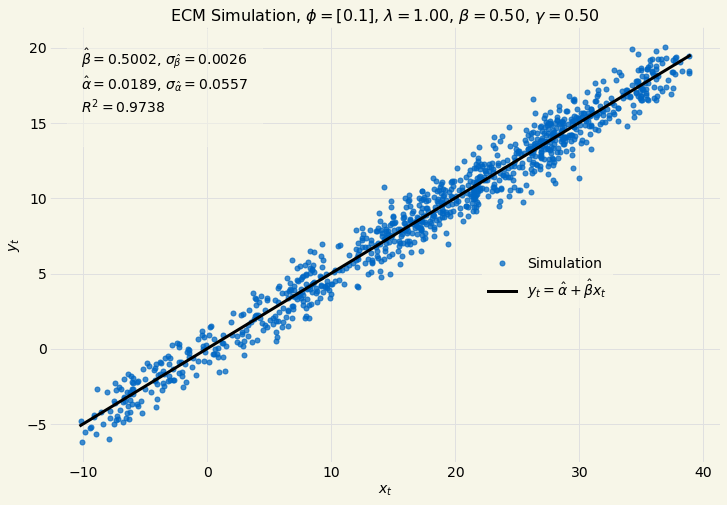 ECM Simulation, ϕ = [0.1], λ = 1.00, β = 0.50, γ = 0.50
β̂ = 0.5002, σ_β̂ = 0.0026
α̂ = 0.0189, σ_α̂ = 0.0557
R² = 0.9738
20
15
10
5
0
−5
y_t
Simulation
y_t = α̂ + β̂x_t
−10 0 10 20 30 40
x_t